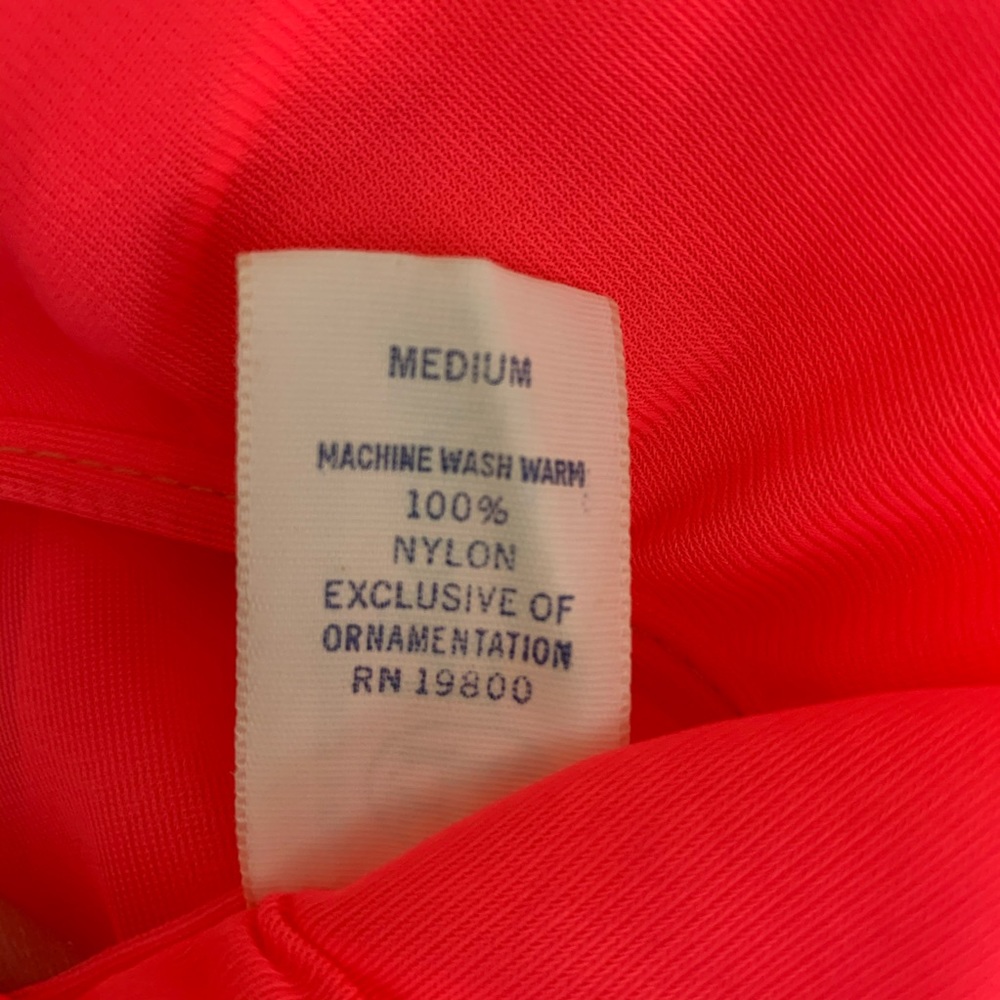 MEDIUM
MACHINE WASH WARM
100%
NYLON
EXCLUSIVE OF
ORNAMENTATION
RN 19800